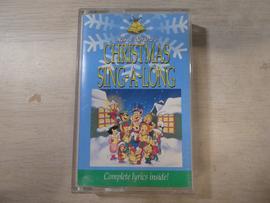 CHRISTMAS
SING-A-LONG
Complete lyrics inside!